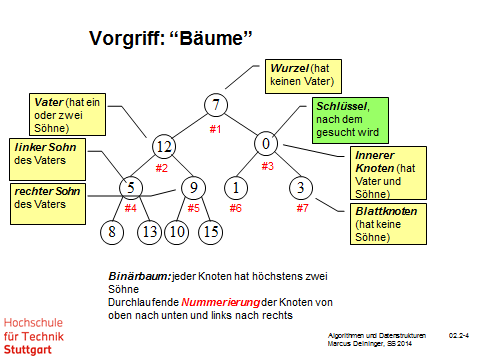 Vorgriff: “Bäume”
Wurzel (hat
keinen Vater)
Vater (hat ein
oder zwei
Söhne)
7
#1
Schlüssel,
nach dem
gesucht wird
linker Sohn
des Vaters
12
#2
0
#3
Innerer
Knoten (hat
Vater und
Söhne)
rechter Sohn
des Vaters
5
#4
9
#5
1
#6
3
#7
Blattknoten
(hat keine
Söhne)
8
13
10
15
Binärbaum: jeder Knoten hat höchstens zwei
Söhne
Durchlaufende Nummerierung der Knoten von
oben nach unten und links nach rechts
Hochschule
für Technik
Stuttgart
Algorithmen und Datenstrukturen 02.2-4
Marcus Deininger, SS 2014